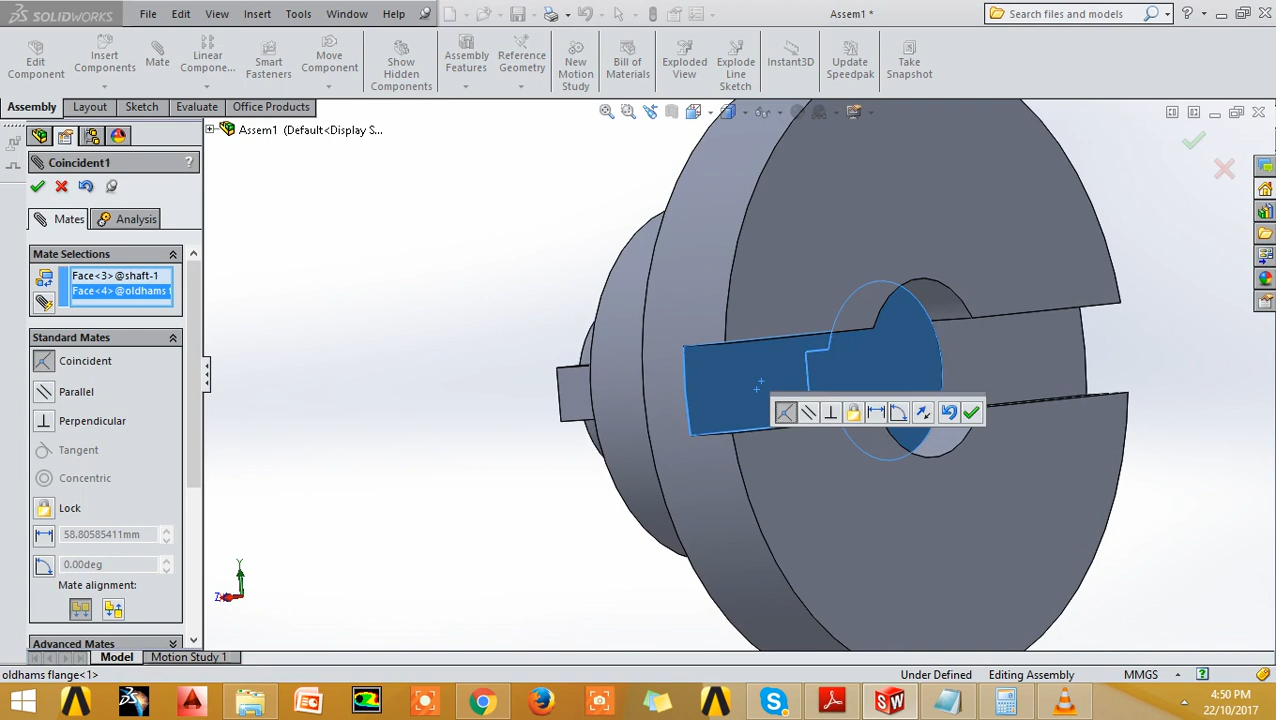 SOLIDWORKS File Edit View Insert Tools Window Help Assem1 * Search files and models
Edit Component
Insert Components
Mate
Linear Compone...
Smart Fasteners
Move Component
Show Hidden Components
Assembly Features
Reference Geometry
New Motion Study
Bill of Materials
Exploded View
Explode Line Sketch
Instant3D
Update Speedpak
Take Snapshot
Assembly Layout Sketch Evaluate Office Products
Assem1 (Default<Display S...
Coincident1 ?
Mates Analysis
Mate Selections
Face<3>@shaft-1
Face<4>@oldhams f
Standard Mates
Coincident
Parallel
Perpendicular
Tangent
Concentric
Lock
58.80585411mm
0.00deg
Mate alignment:
Advanced Mates
Y
Z
Model Motion Study 1
oldhams flange<1> Under Defined Editing Assembly MMGS
4:50 PM
22/10/2017